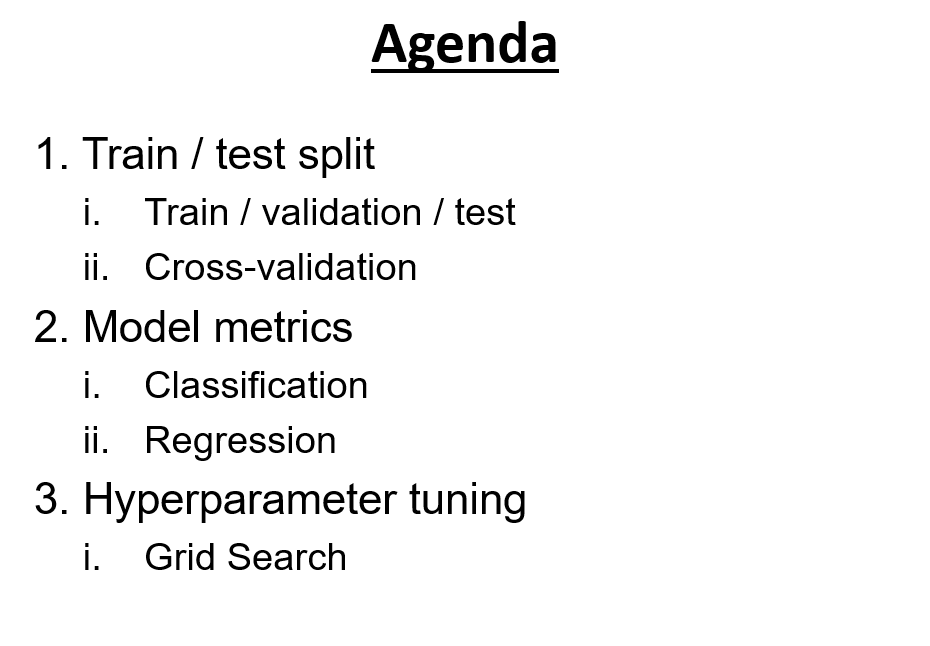 Agenda
1. Train / test split
i. Train / validation / test
ii. Cross-validation
2. Model metrics
i. Classification
ii. Regression
3. Hyperparameter tuning
i. Grid Search